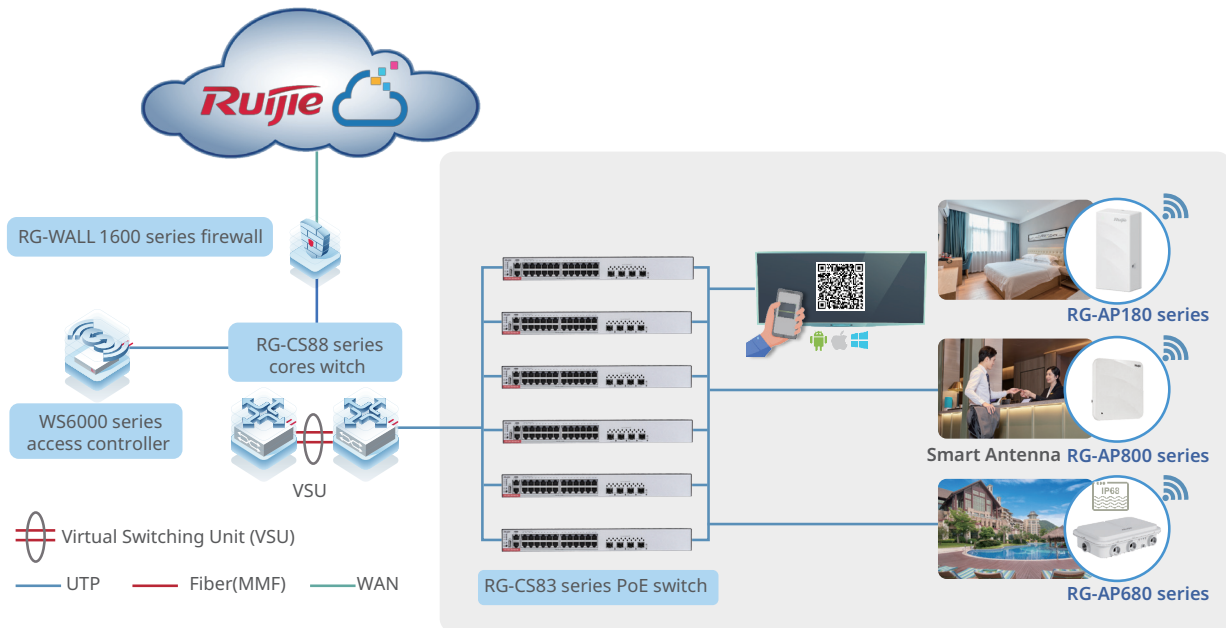 Ruijie
RG-WALL 1600 series firewall
RG-CS88 series
cores witch
WS6000 series
access controller
VSU
Virtual Switching Unit (VSU)
UTP
Fiber(MMF)
WAN
RG-CS83 series PoE switch
RG-AP180 series
Smart Antenna
RG-AP800 series
IP68
RG-AP680 series